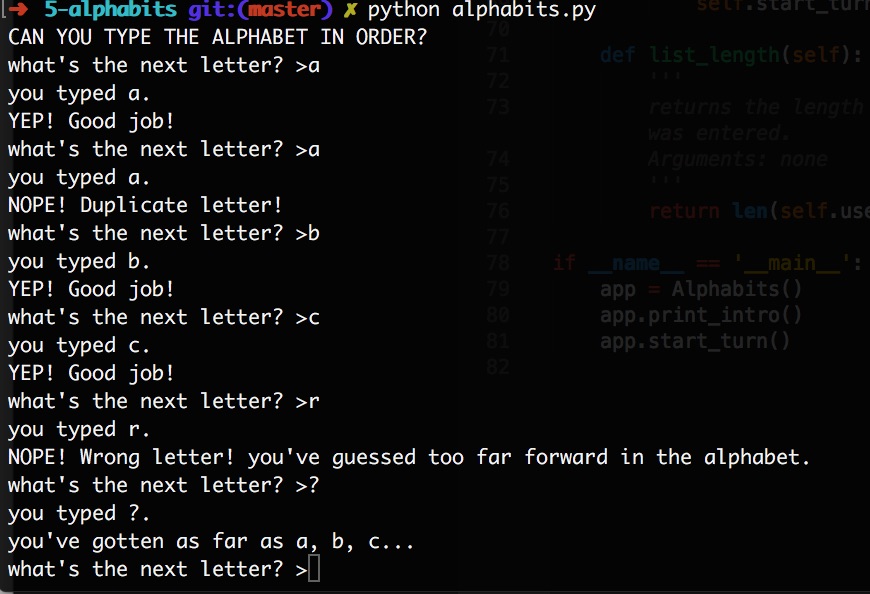 → 5-alphabits git:(master) ✗ python alphabits.py
CAN YOU TYPE THE ALPHABET IN ORDER?
what's the next letter? >a
you typed a.
YEP! Good job!
what's the next letter? >a
you typed a.
NOPE! Duplicate letter!
what's the next letter? >b
you typed b.
YEP! Good job!
what's the next letter? >c
you typed c.
YEP! Good job!
what's the next letter? >r
you typed r.
NOPE! Wrong letter! you've guessed too far forward in the alphabet.
what's the next letter? >?
you typed ?.
you've gotten as far as a, b, c...
what's the next letter? >
self.start_turn
70
71 def list_length(self):
72 '''
73 returns the length
was entered.
74 Arguments: none
75 '''
76 return len(self.use
77
78 if __name__ == '__main__':
79 app = Alphabits()
80 app.print_intro()
81 app.start_turn()
82